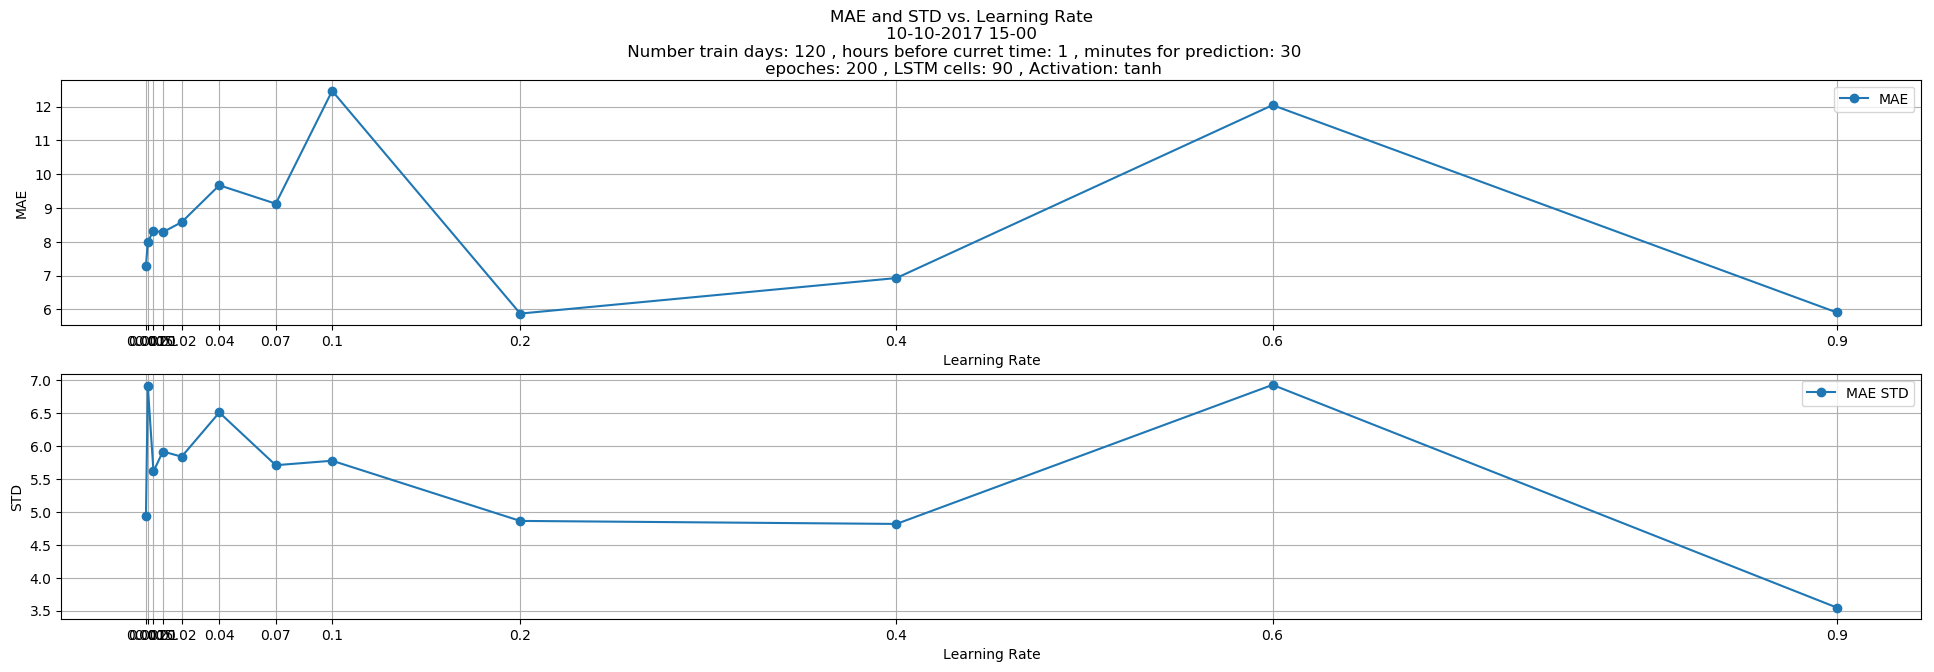 MAE and STD vs. Learning Rate
10-10-2017 15-00
Number train days: 120 , hours before curret time: 1 , minutes for prediction: 30
epoches: 200 , LSTM cells: 90 , Activation: tanh
MAE
12
11
10
9
8
7
6
MAE
0.02 0.04 0.07 0.1 0.2 0.4 0.6 0.9
Learning Rate
MAE STD
7.0
6.5
6.0
5.5
5.0
4.5
4.0
3.5
STD
0.02 0.04 0.07 0.1 0.2 0.4 0.6 0.9
Learning Rate